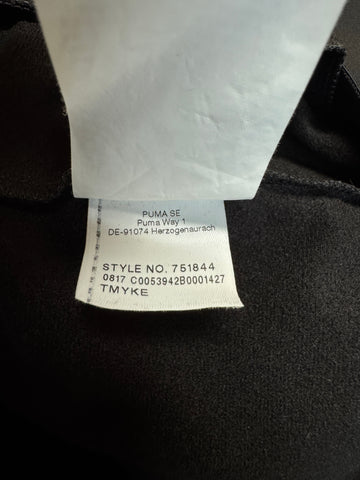 PUMA SE
Puma Way 1
DE-91074 Herzogenaurach
STYLE NO. 751844
0817 C0053942B0001427
TMYKE